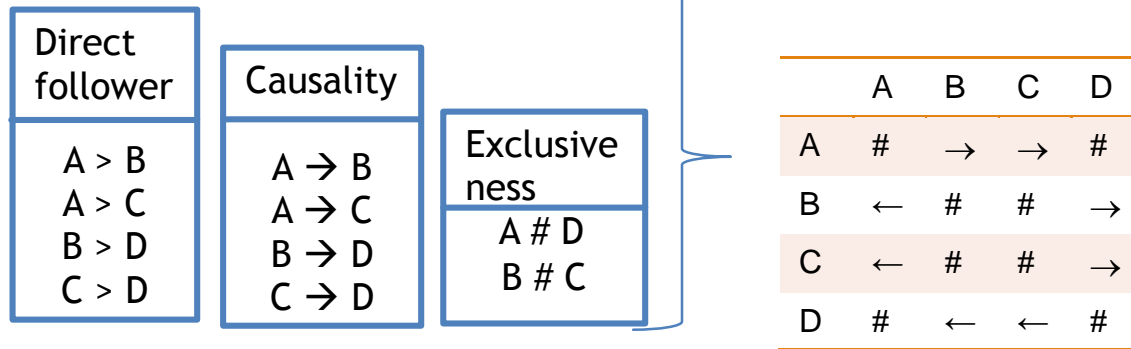 Direct
follower
A > B
A > C
B > D
C > D
Causality
A → B
A → C
B → D
C → D
Exclusive
ness
A # D
B # C
A B C D
A # → → #
B ← # # →
C ← # # →
D # ← ← #